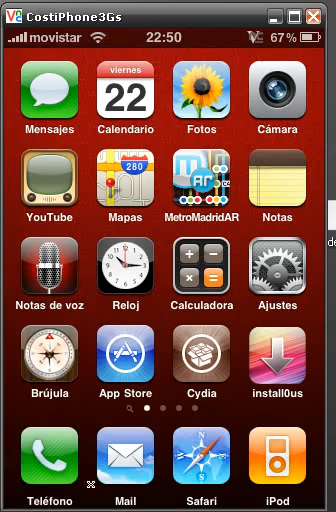 CostiPhone3Gs
movistar 22:50 67%
viernes
22
280
Mensajes Calendario Fotos Cámara
AR
YouTube Mapas MetroMadridAR Notas
Notas de voz Reloj Calculadora Ajustes
Brújula App Store Cydia install0us
Teléfono Mail Safari iPod